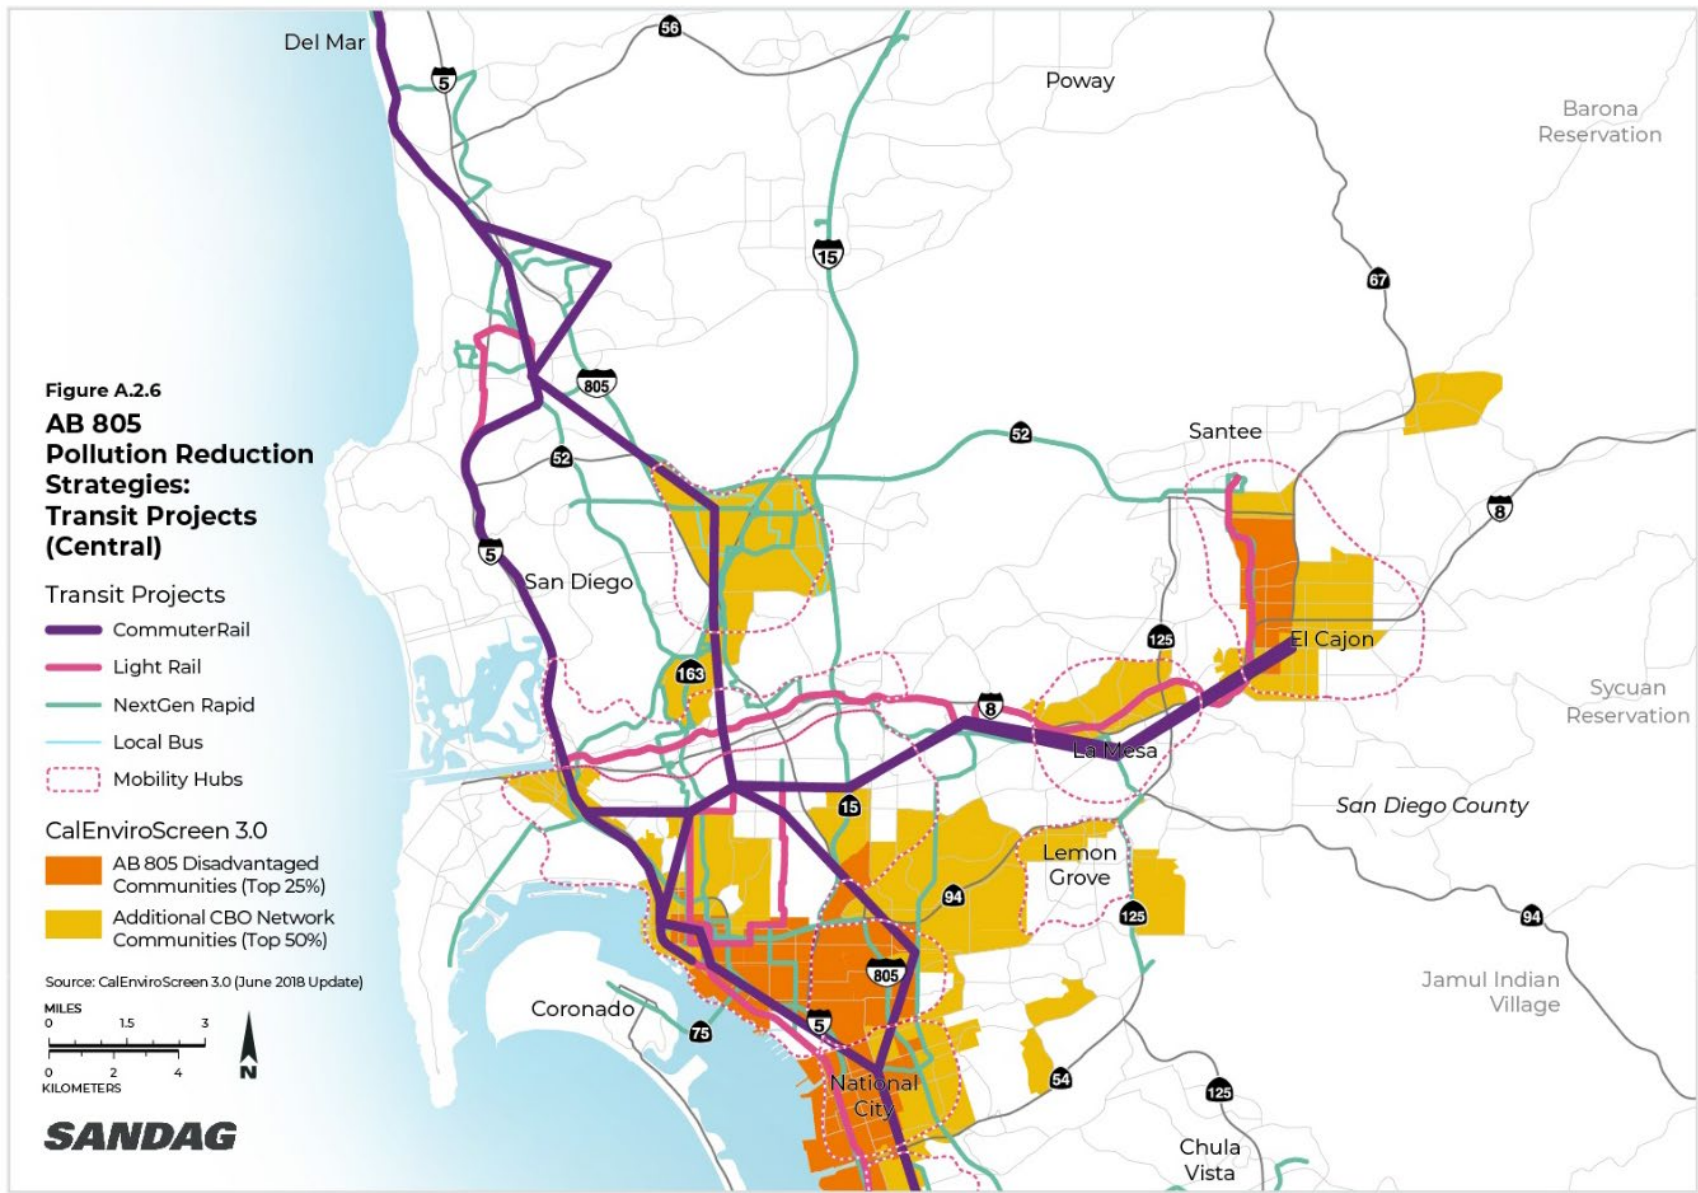 Del Mar
56
5
Poway
Barona
Reservation
15
67
805
Figure A.2.6
AB 805
Pollution Reduction
Strategies:
Transit Projects
(Central)
Santee
52
52
8
5
San Diego
Transit Projects
CommuterRail
Light Rail
NextGen Rapid
Local Bus
Mobility Hubs
125
El Cajon
163
Sycuan
Reservation
8
La Mesa
15
San Diego County
CalEnviroScreen 3.0
AB 805 Disadvantaged
Communities (Top 25%)
Additional CBO Network
Communities (Top 50%)
Lemon
Grove
94
125
94
805
Source: CalEnviroScreen 3.0 (June 2018 Update)
Jamul Indian
Village
MILES
0 1.5 3
0 2 4
KILOMETERS
N
Coronado
75
5
National
City
54
125
SANDAG
Chula
Vista